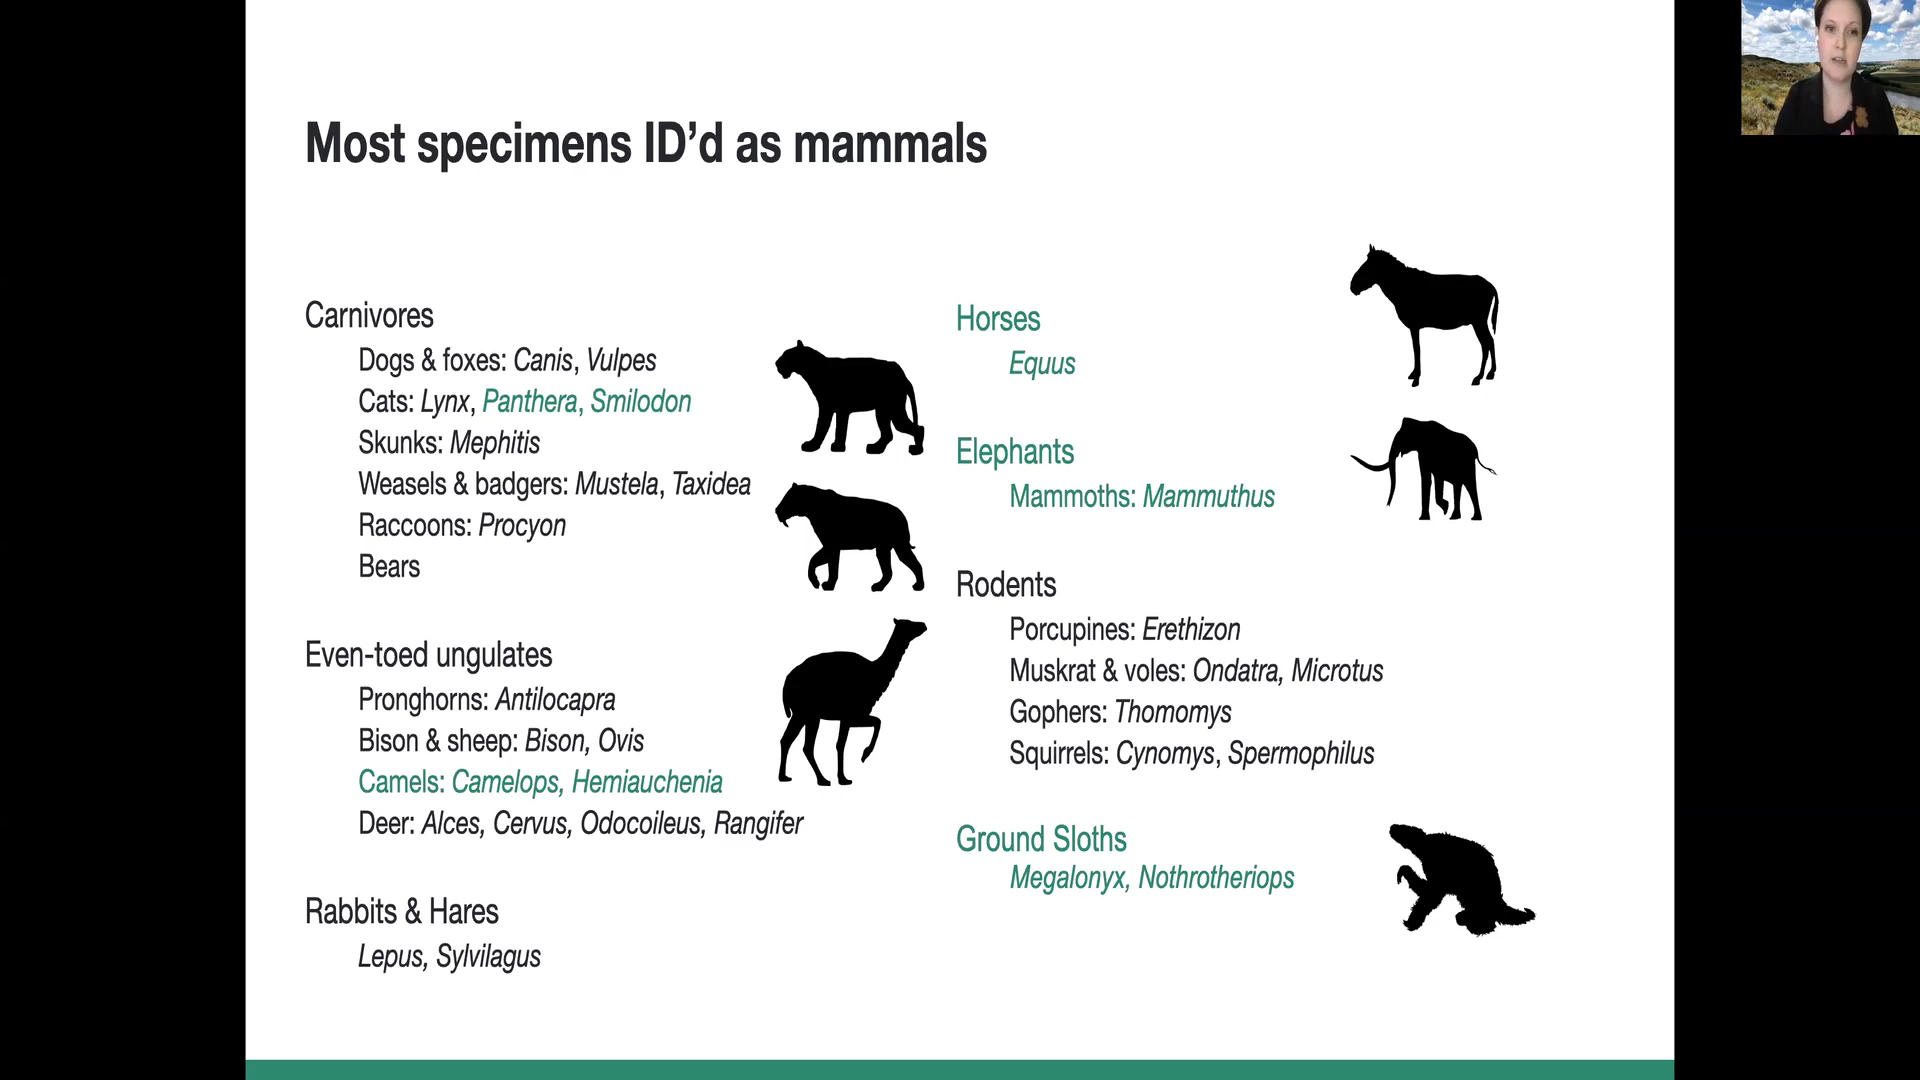 Most specimens ID’d as mammals
Carnivores
Dogs & foxes: Canis, Vulpes
Cats: Lynx, Panthera, Smilodon
Skunks: Mephitis
Weasels & badgers: Mustela, Taxidea
Raccoons: Procyon
Bears
Even-toed ungulates
Pronghorns: Antilocapra
Bison & sheep: Bison, Ovis
Camels: Camelops, Hemiauchenia
Deer: Alces, Cervus, Odocoileus, Rangifer
Rabbits & Hares
Lepus, Sylvilagus
Horses
Equus
Elephants
Mammoths: Mammuthus
Rodents
Porcupines: Erethizon
Muskrat & voles: Ondatra, Microtus
Gophers: Thomomys
Squirrels: Cynomys, Spermophilus
Ground Sloths
Megalonyx, Nothrotheriops